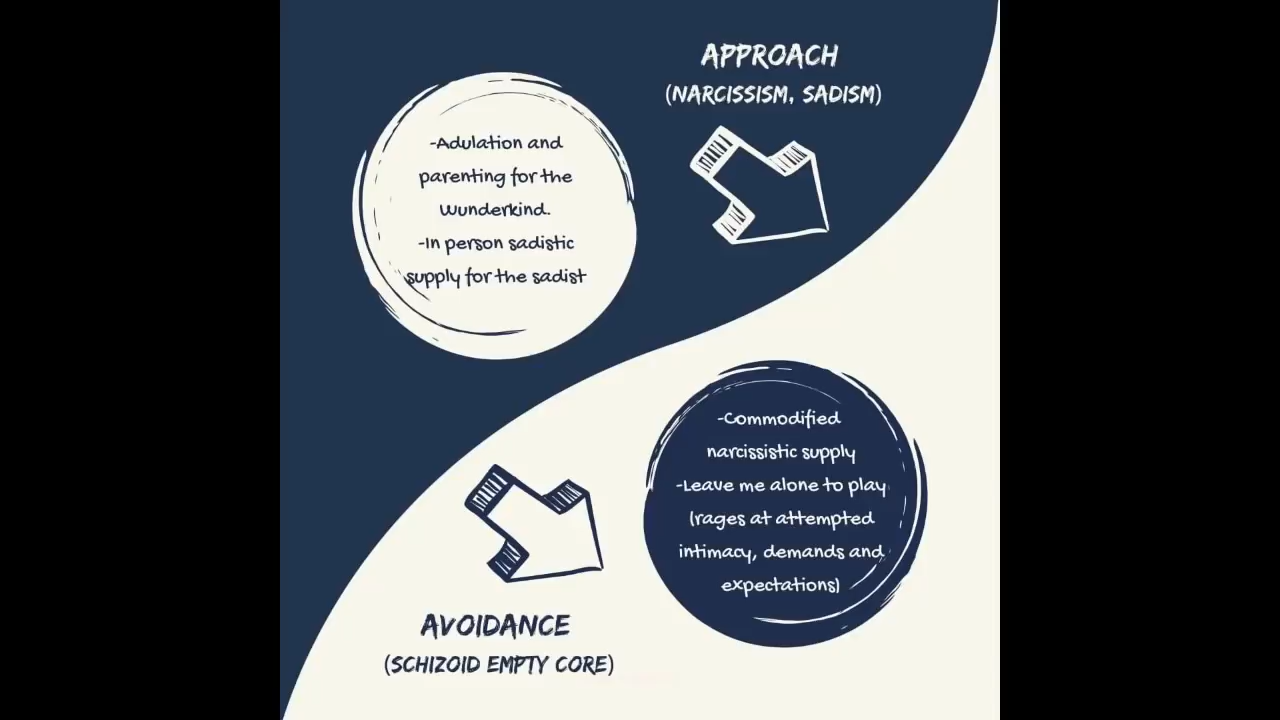 APPROACH
(NARCISSISM, SADISM)
-Adulation and
parenting for the
wunderkind.
-In person sadistic
supply for the sadist
-Commodified
narcissistic supply
-Leave me alone to play
(rages at attempted
intimacy, demands and
expectations)
AVOIDANCE
(SCHIZOID EMPTY CORE)